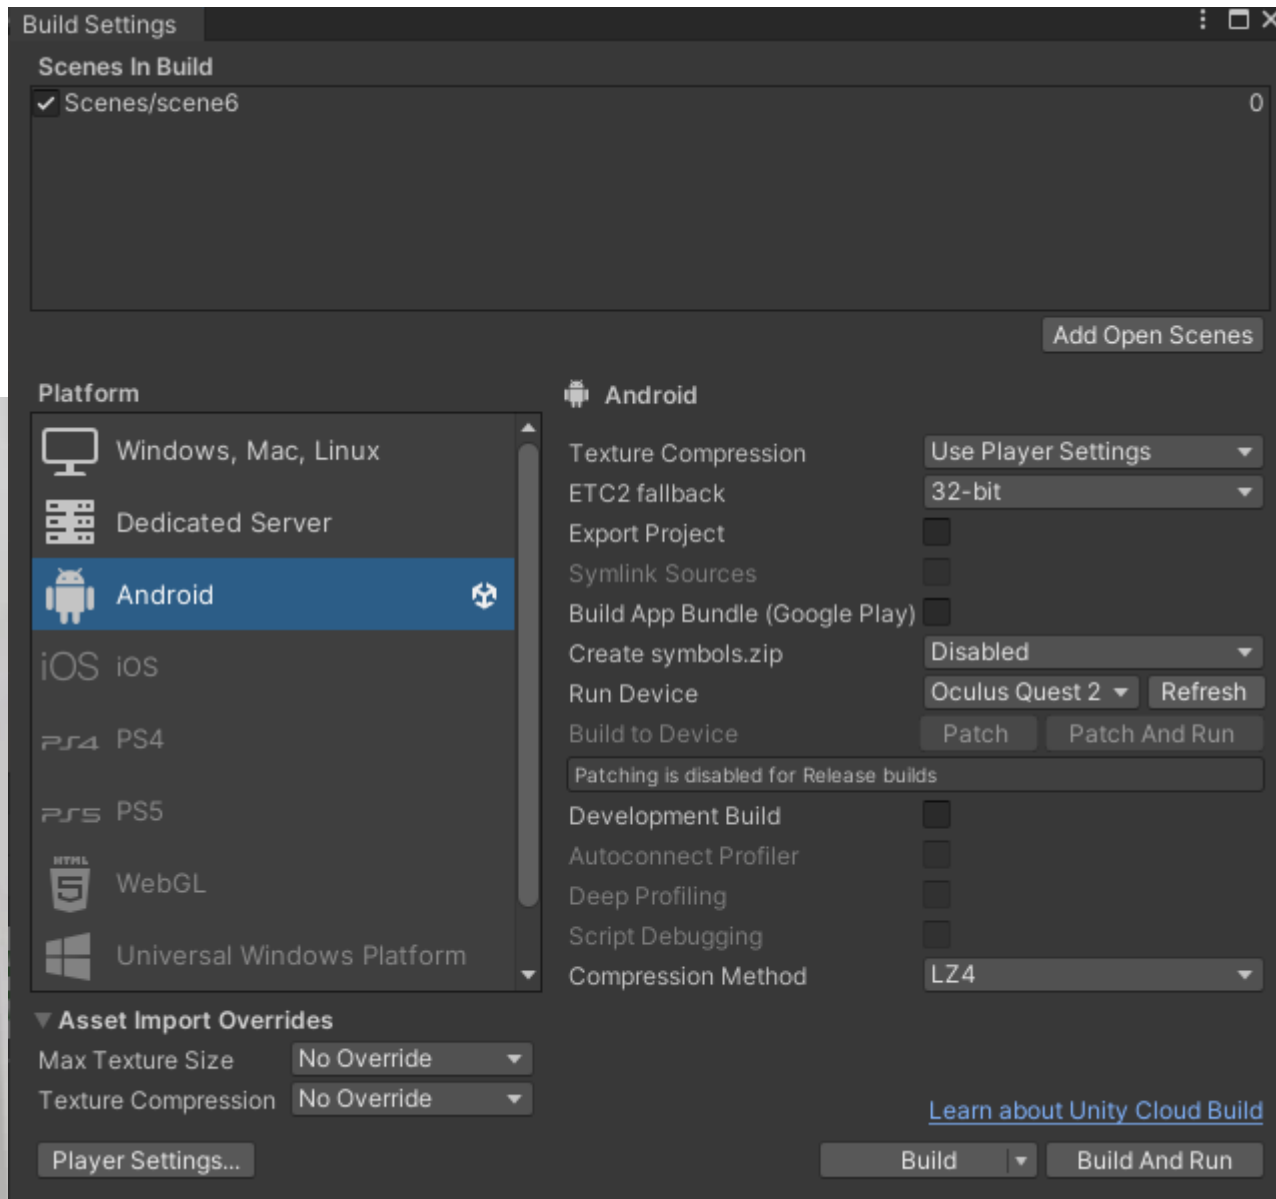 Build Settings
Scenes In Build
Scenes/scene6 0
Add Open Scenes
Platform
Windows, Mac, Linux
Dedicated Server
Android
iOS iOS
PS4 PS4
PS5 PS5
HTML 5 WebGL
Universal Windows Platform
Android
Texture Compression Use Player Settings
ETC2 fallback 32-bit
Export Project
Symlink Sources
Build App Bundle (Google Play)
Create symbols.zip Disabled
Run Device Oculus Quest 2 Refresh
Build to Device Patch Patch And Run
Patching is disabled for Release builds
Development Build
Autoconnect Profiler
Deep Profiling
Script Debugging
Compression Method LZ4
Asset Import Overrides
Max Texture Size No Override
Texture Compression No Override
Learn about Unity Cloud Build
Player Settings... Build Build And Run